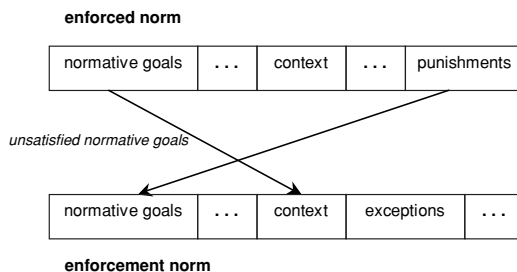 enforced norm
normative goals ... context ... punishments
unsatisfied normative goals
normative goals ... context exceptions ...
enforcement norm